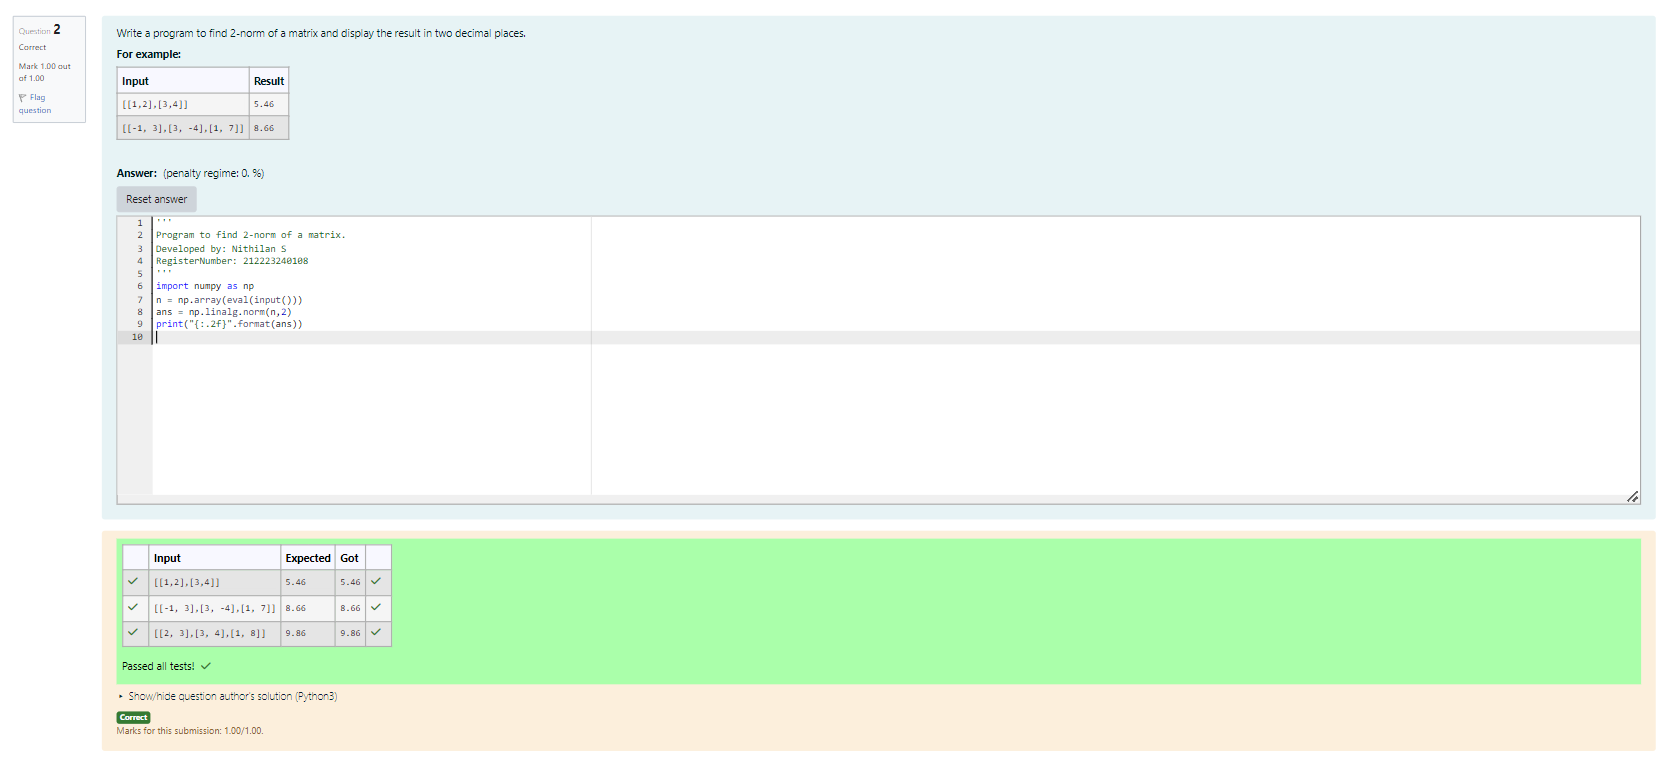 Question 2
Correct
Mark 1.00 out
of 1.00
Flag
question
Write a program to find 2-norm of a matrix and display the result in two decimal places.
For example:
Input Result
[[1,2],[3,4]] 5.46
[[-1, 3],[3, -4],[1, 7]] 8.66
Answer: (penalty regime: 0, %)
Reset answer
1 '''
2 Program to find 2-norm of a matrix.
3 Developed by: Nithilan S
4 RegisterNumber: 212223240108
5 '''
6 import numpy as np
7 n = np.array(eval(input()))
8 ans = np.linalg.norm(n,2)
9 print("{:.2f}".format(ans))
10
Input Expected Got
[[1,2],[3,4]] 5.46 5.46
[[-1, 3],[3, -4],[1, 7]] 8.66 8.66
[[2, 3],[3, 4],[1, 8]] 9.86 9.86
Passed all tests!
Show/hide question author's solution (Python3)
Correct
Marks for this submission: 1.00/1.00.